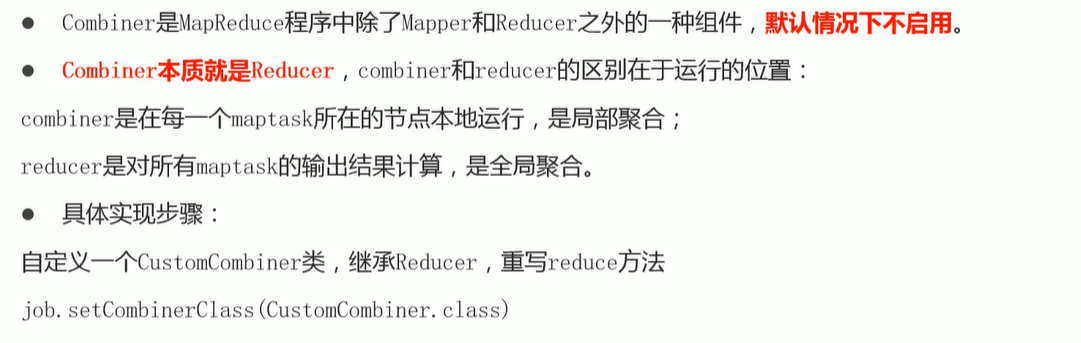 ● Combiner是MapReduce程序中除了Mapper和Reducer之外的一种组件，默认情况下不启用。
● Combiner本质就是Reducer，combiner和reducer的区别在于运行的位置：
combiner是在每一个maptask所在的节点本地运行，是局部聚合；
reducer是对所有maptask的输出结果计算，是全局聚合。
● 具体实现步骤：
自定义一个CustomCombiner类，继承Reducer，重写reduce方法
job.setCombinerClass(CustomCombiner.class)